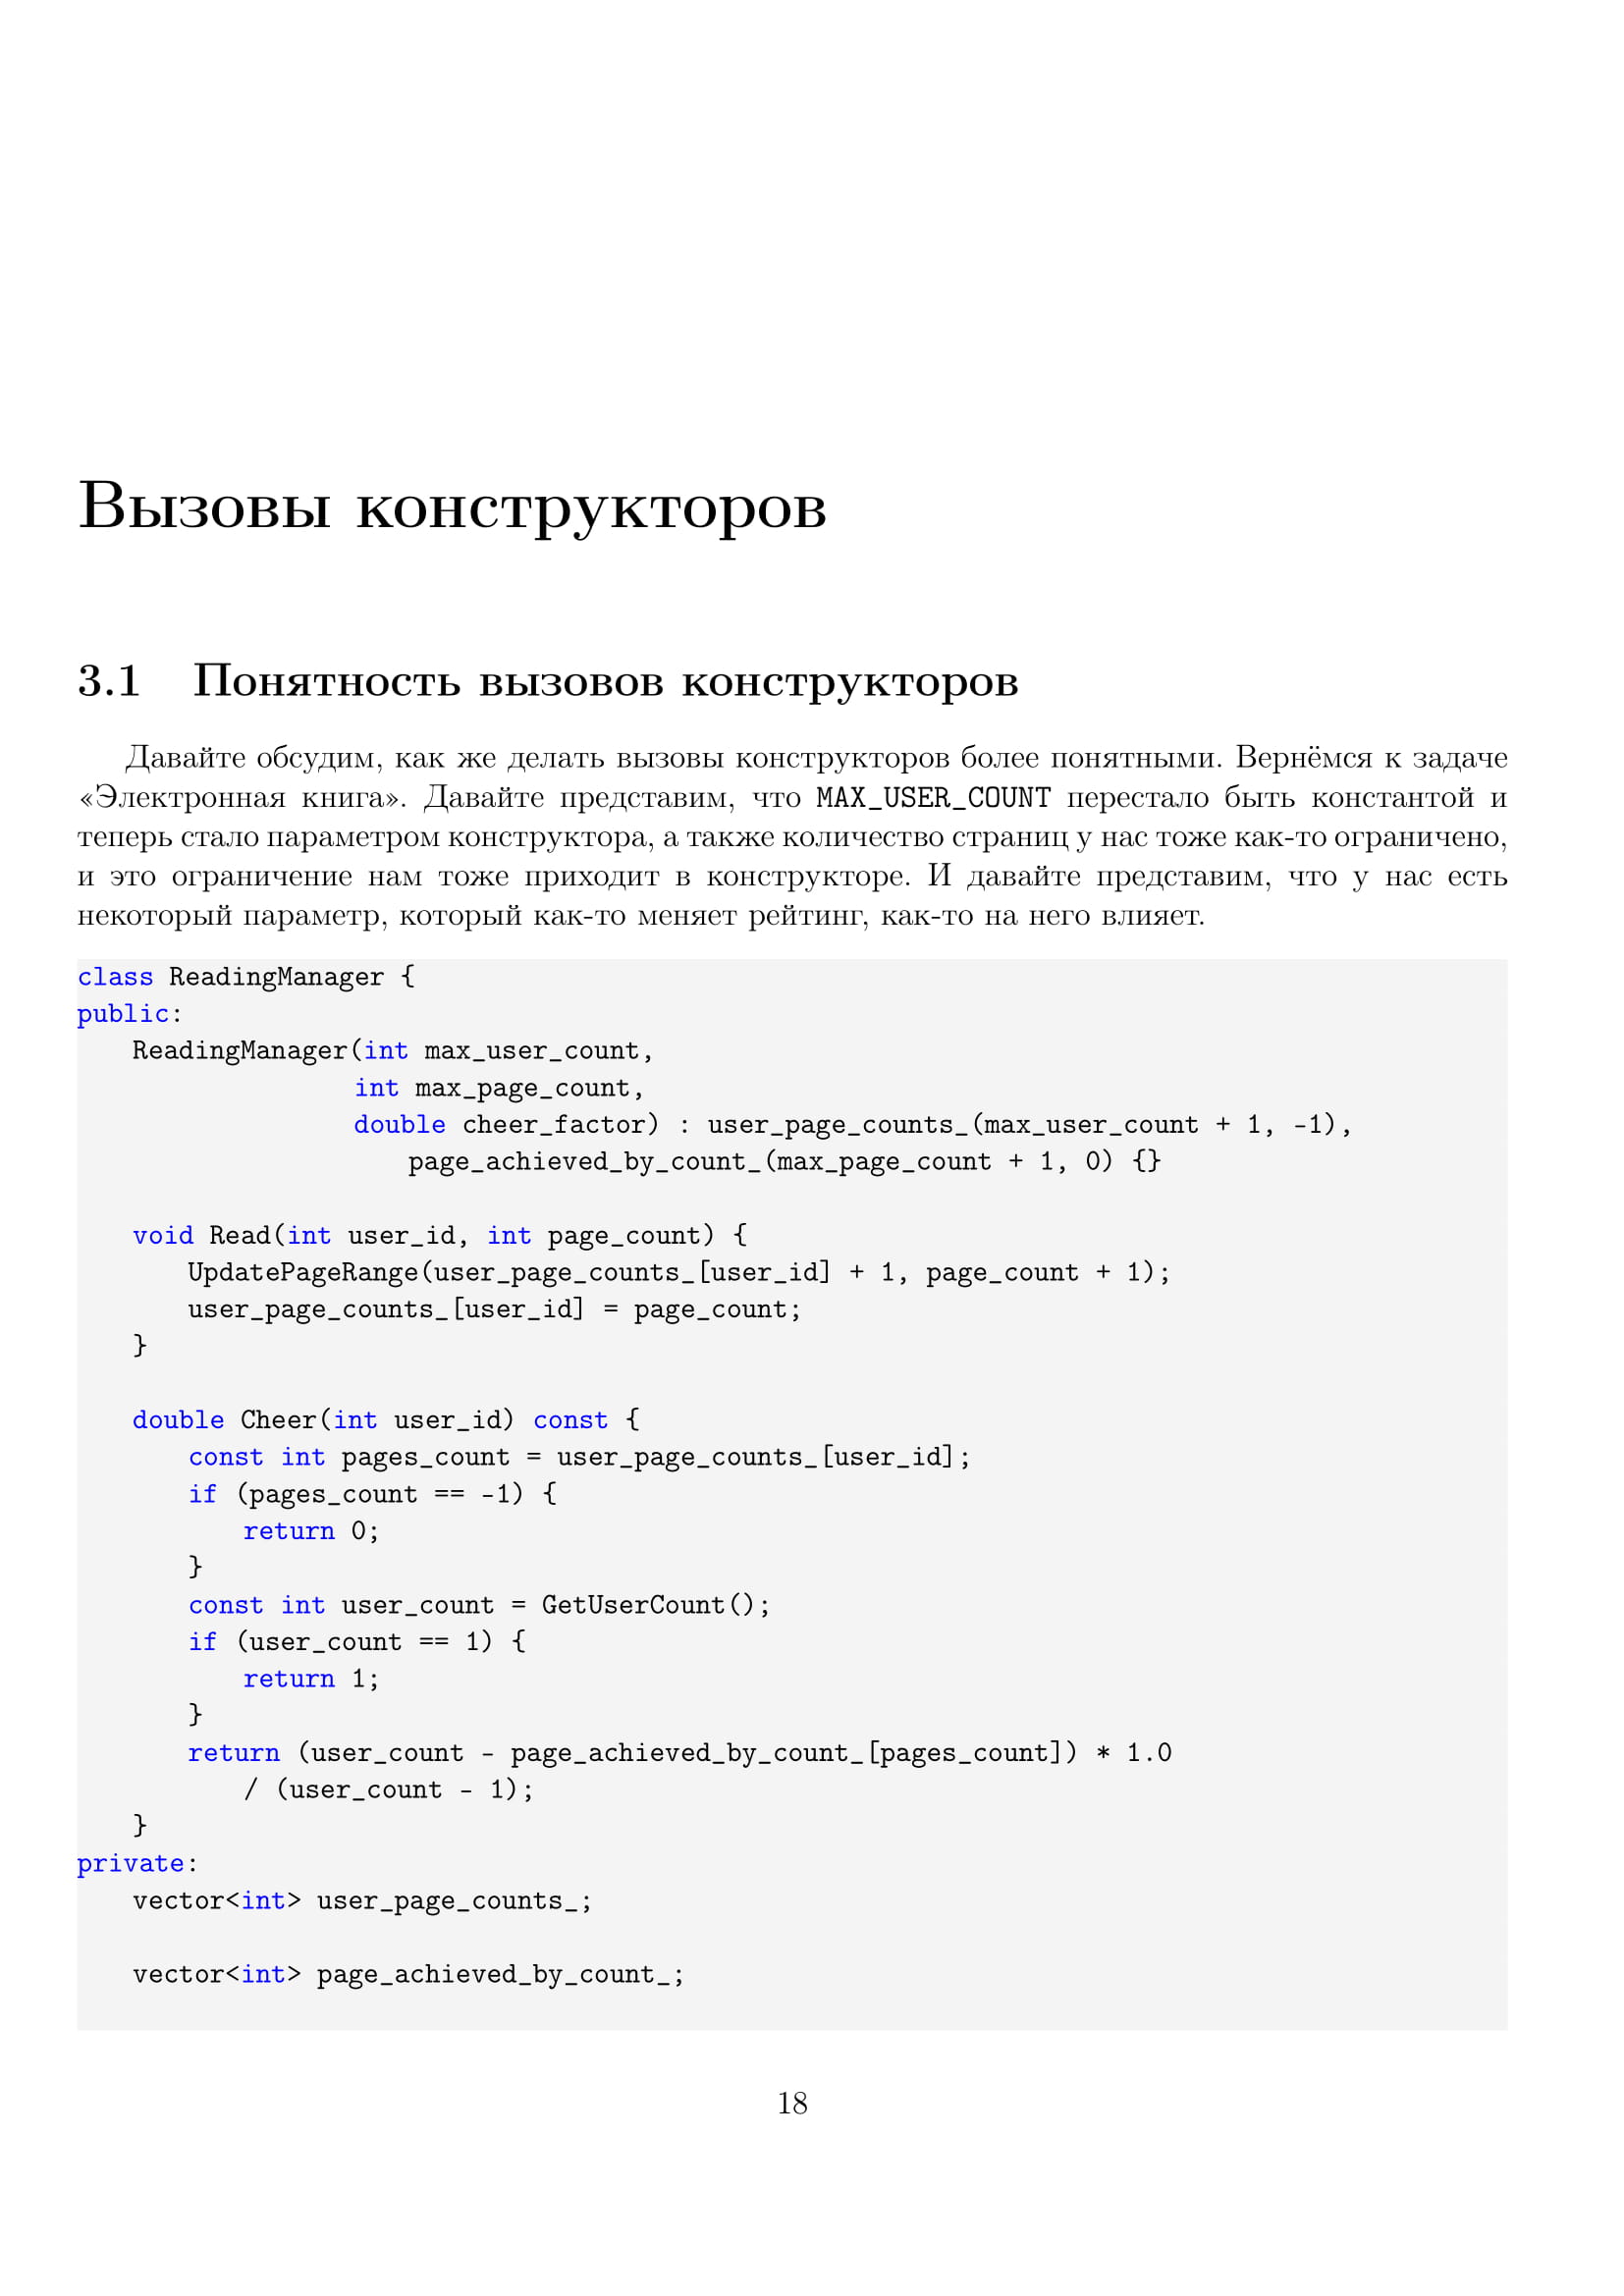 Вызовы конструкторов
3.1 Понятность вызовов конструкторов
Давайте обсудим, как же делать вызовы конструкторов более понятными. Вернёмся к задаче
«Электронная книга». Давайте представим, что MAX_USER_COUNT перестало быть константой и
теперь стало параметром конструктора, а также количество страниц у нас тоже как-то ограничено,
и это ограничение нам тоже приходит в конструкторе. И давайте представим, что у нас есть
некоторый параметр, который как-то меняет рейтинг, как-то на него влияет.
class ReadingManager {
public:
    ReadingManager(int max_user_count,
                    int max_page_count,
                    double cheer_factor) : user_page_counts_(max_user_count + 1, -1),
                        page_achieved_by_count_(max_page_count + 1, 0) {}
    void Read(int user_id, int page_count) {
        UpdatePageRange(user_page_counts_[user_id] + 1, page_count + 1);
        user_page_counts_[user_id] = page_count;
    }
    double Cheer(int user_id) const {
        const int pages_count = user_page_counts_[user_id];
        if (pages_count == -1) {
            return 0;
        }
        const int user_count = GetUserCount();
        if (user_count == 1) {
            return 1;
        }
        return (user_count - page_achieved_by_count_[pages_count]) * 1.0
            / (user_count - 1);
    }
private:
    vector<int> user_page_counts_;
    vector<int> page_achieved_by_count_;
18